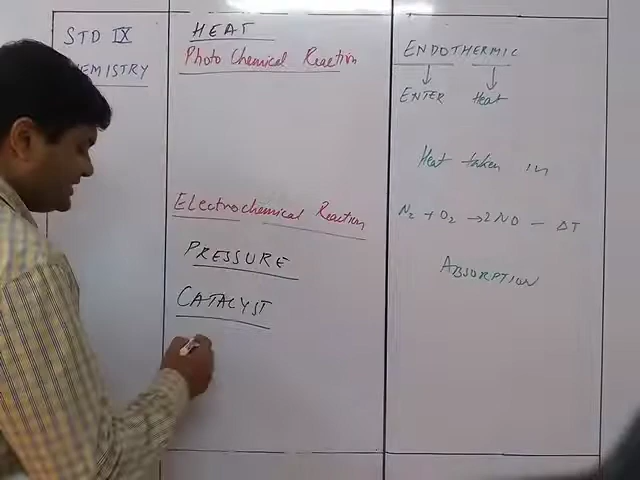 STD IX
CHEMISTRY
HEAT
Photo Chemical Reaction
Electrochemical Reaction
PRESSURE
CATALYST
ENDOTHERMIC
ENTER Heat
Heat taken in
N₂ + O₂ → 2NO — ΔT
ABSORPTION